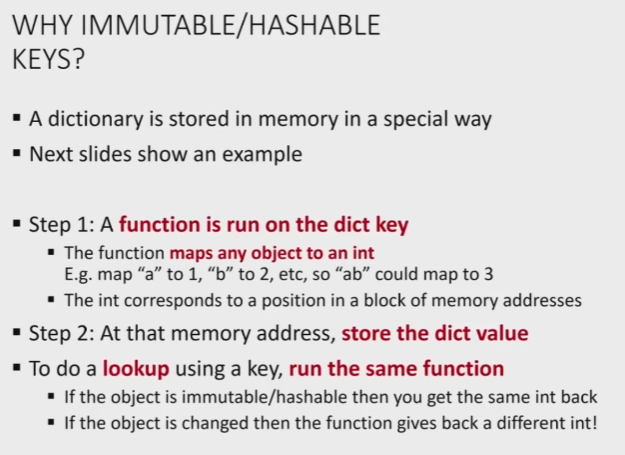 WHY IMMUTABLE/HASHABLE
KEYS?
▪ A dictionary is stored in memory in a special way
▪ Next slides show an example
▪ Step 1: A function is run on the dict key
▪ The function maps any object to an int
E.g. map “a” to 1, “b” to 2, etc, so “ab” could map to 3
▪ The int corresponds to a position in a block of memory addresses
▪ Step 2: At that memory address, store the dict value
▪ To do a lookup using a key, run the same function
▪ If the object is immutable/hashable then you get the same int back
▪ If the object is changed then the function gives back a different int!